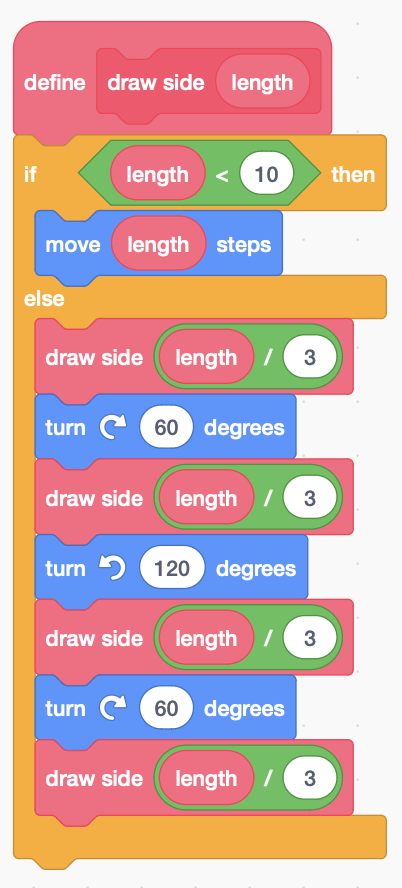 define draw side length
if length < 10 then
move length steps
else
draw side length / 3
turn 60 degrees
draw side length / 3
turn 120 degrees
draw side length / 3
turn 60 degrees
draw side length / 3